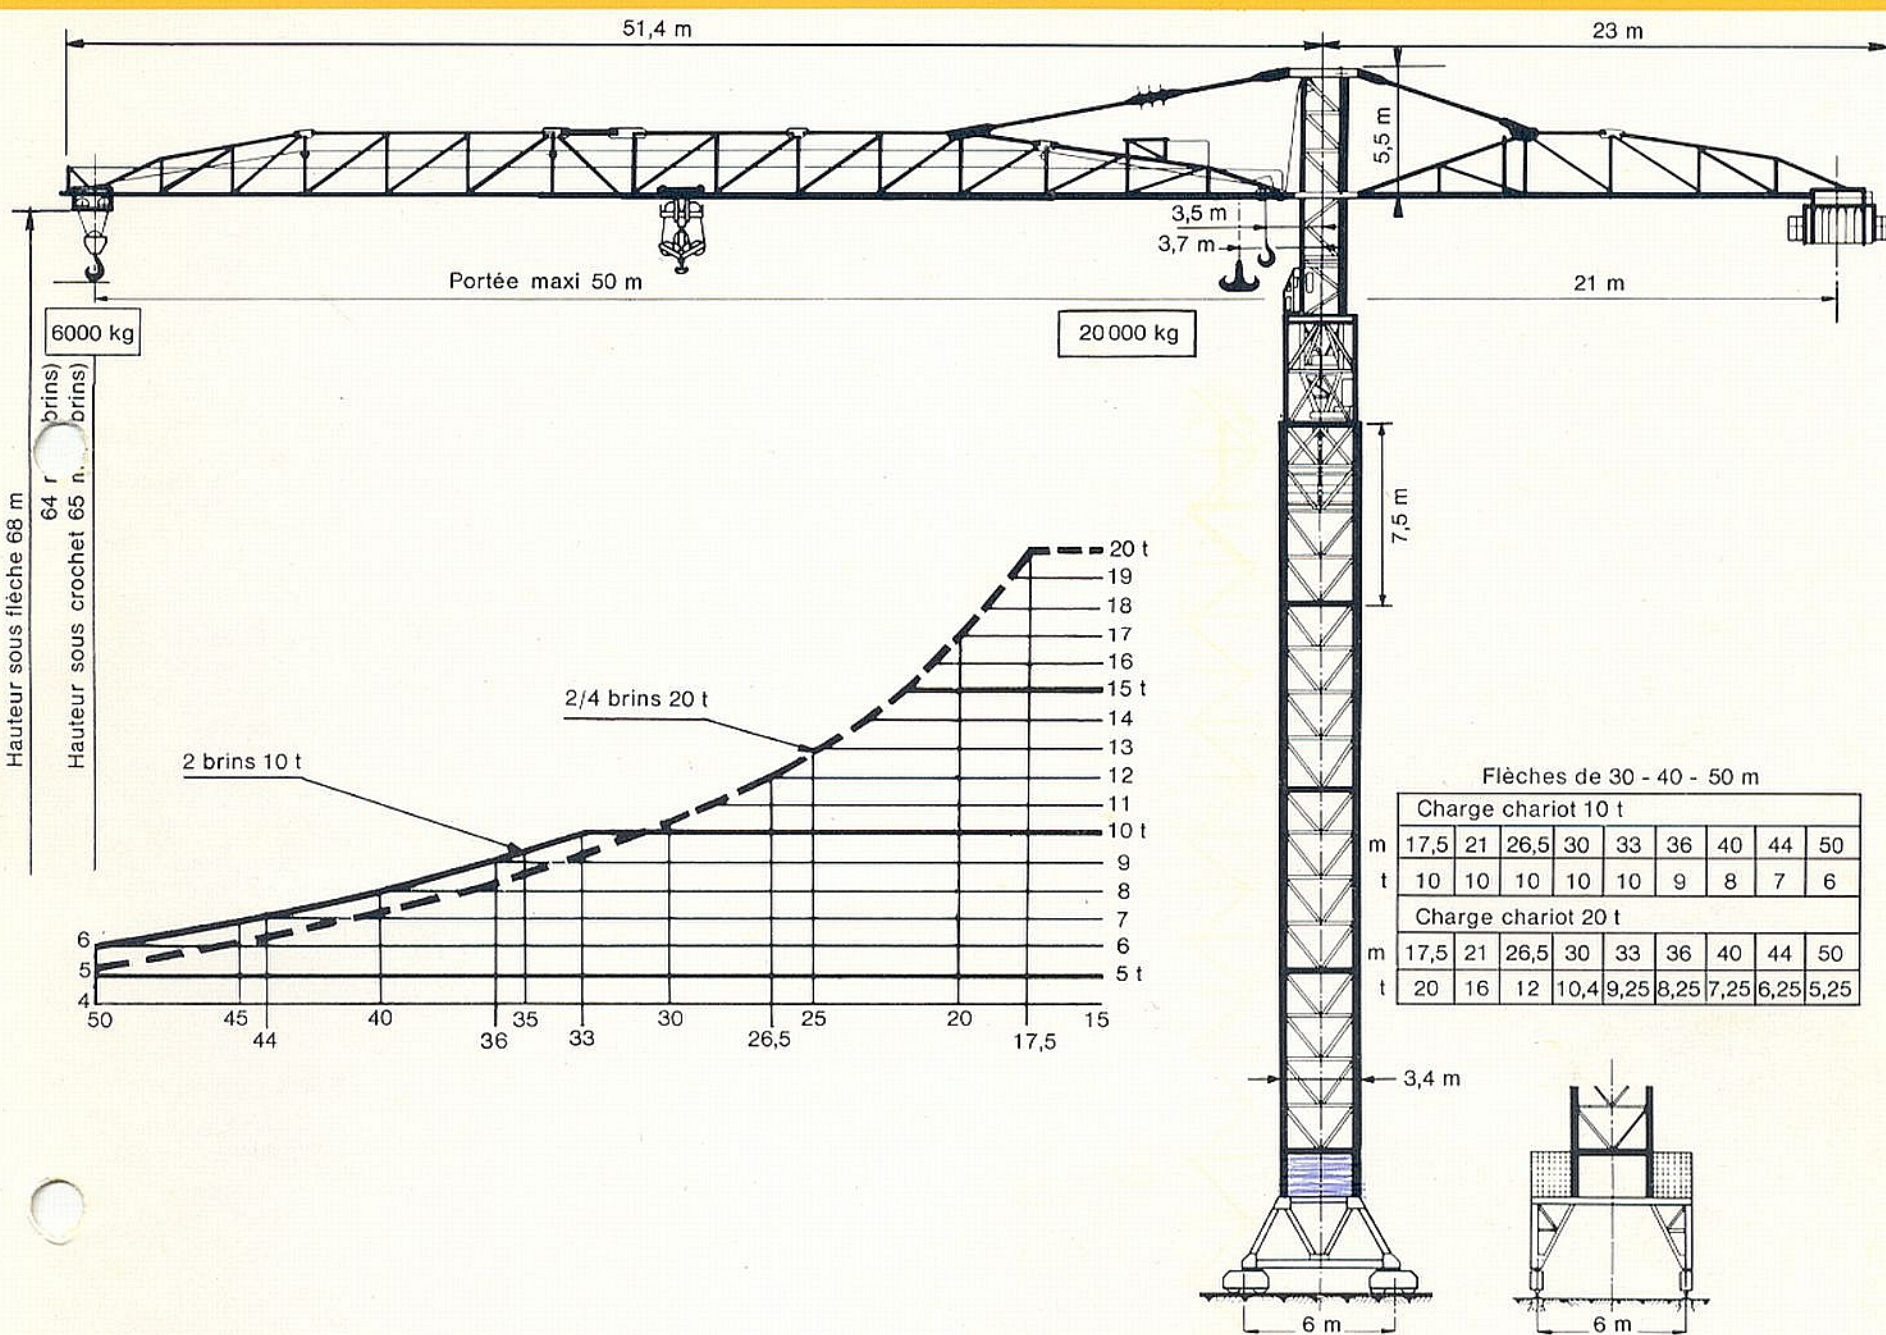 51,4 m
23 m
5,5 m
3,5 m
3,7 m
Portée maxi 50 m
21 m
6000 kg
20 000 kg
Hauteur sous flèche 68 m
64 brins)
Hauteur sous crochet 65 brins)
7,5 m
20 t
19
18
17
16
15 t
14
13
12
11
10 t
9
8
7
6
5 t
2/4 brins 20 t
2 brins 10 t
6
5
4
50 45 40 35 30 25 20 15
44 36 33 26,5 17,5
Flèches de 30 - 40 - 50 m
Charge chariot 10 t
m 17,5 21 26,5 30 33 36 40 44 50
t 10 10 10 10 10 9 8 7 6
Charge chariot 20 t
m 17,5 21 26,5 30 33 36 40 44 50
t 20 16 12 10,4 9,25 8,25 7,25 6,25 5,25
3,4 m
6 m
6 m